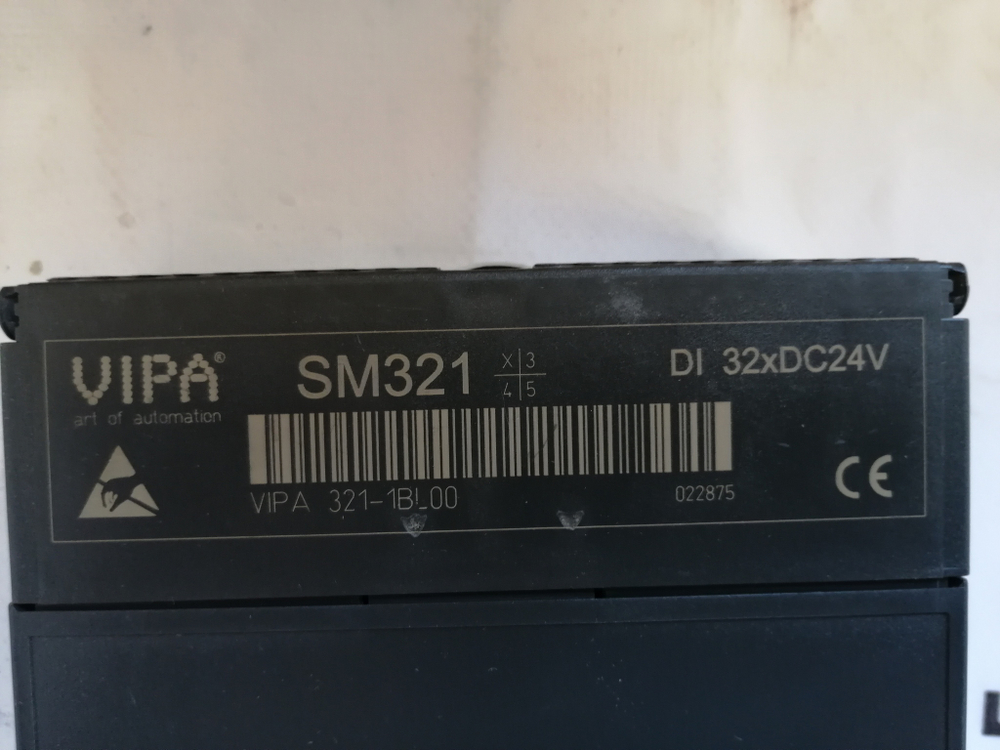 VIPA®
art of automation
SM321
X 3
4 5
DI 32xDC24V
VIPA 321-1BL00
022875
CE